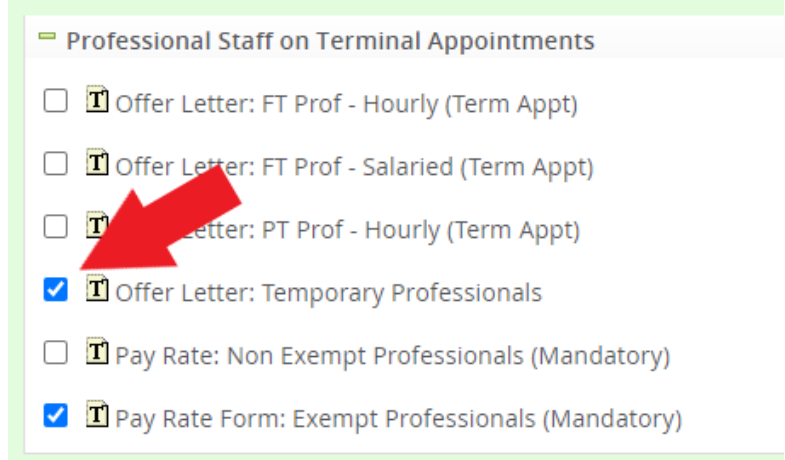 Professional Staff on Terminal Appointments
T Offer Letter: FT Prof - Hourly (Term Appt)
T Offer Letter: FT Prof - Salaried (Term Appt)
T etter: PT Prof - Hourly (Term Appt)
T Offer Letter: Temporary Professionals
T Pay Rate: Non Exempt Professionals (Mandatory)
T Pay Rate Form: Exempt Professionals (Mandatory)